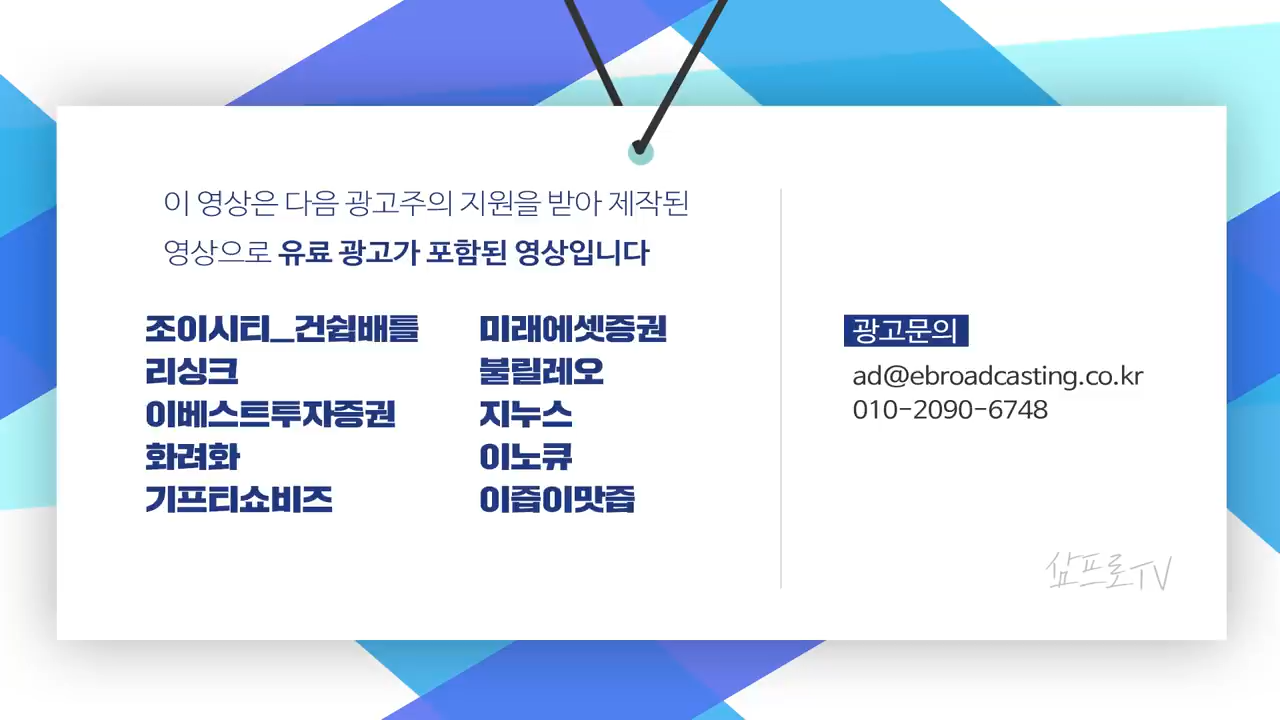 이 영상은 다음 광고주의 지원을 받아 제작된
영상으로 유료 광고가 포함된 영상입니다
조이시티_건쉽배틀
리싱크
이베스트투자증권
화려화
기프티쇼비즈
미래에셋증권
불릴레오
지누스
이노큐
이즙이맛즙
광고문의
ad@ebroadcasting.co.kr
010-2090-6748
삼프로TV